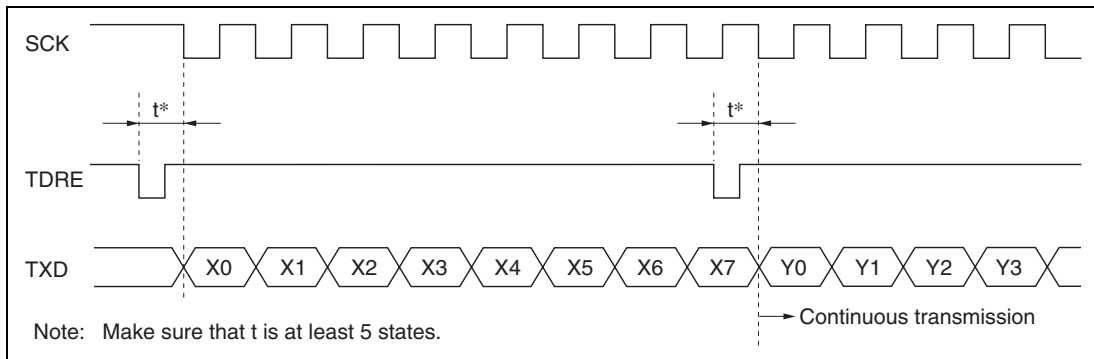 SCK
t* t*
TDRE
TXD X0 X1 X2 X3 X4 X5 X6 X7 Y0 Y1 Y2 Y3
Continuous transmission
Note: Make sure that t is at least 5 states.